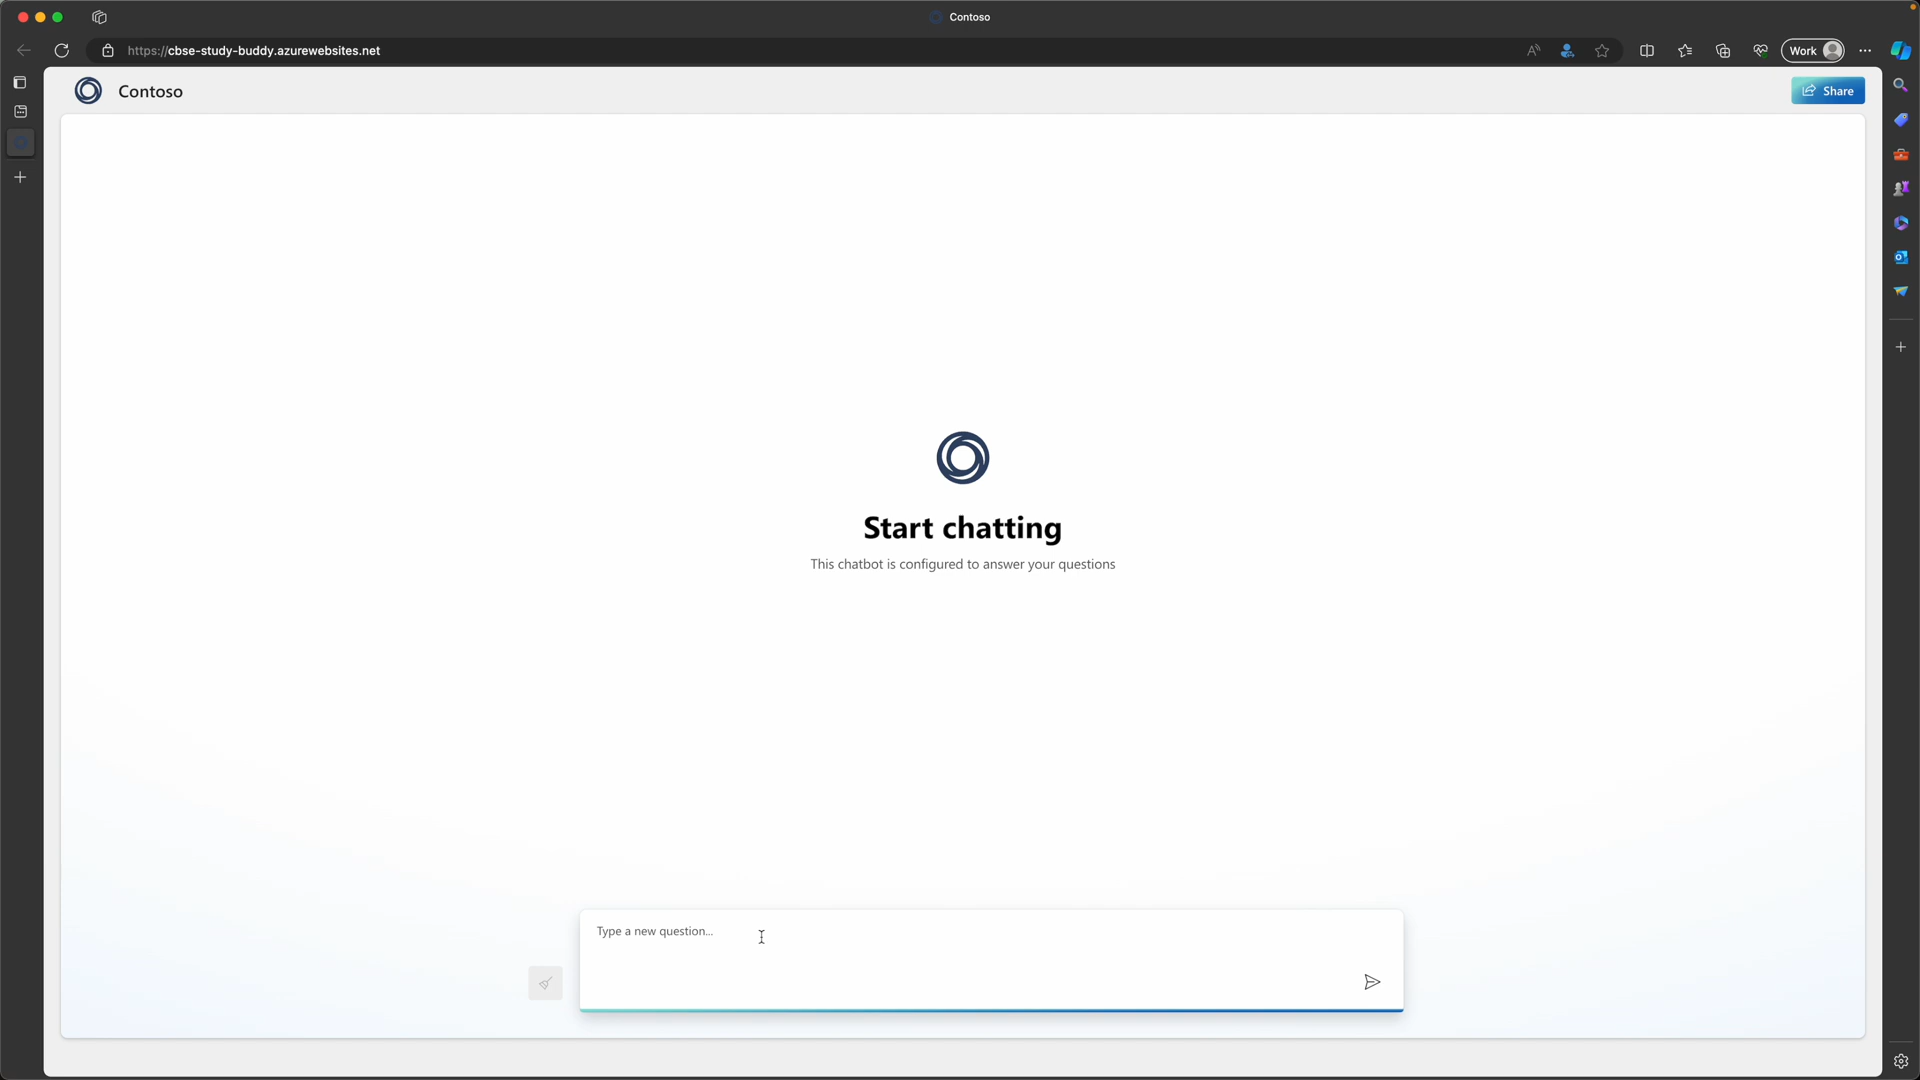 Contoso
https://cbse-study-buddy.azurewebsites.net
Work
Contoso
Share
Start chatting
This chatbot is configured to answer your questions
Type a new question...